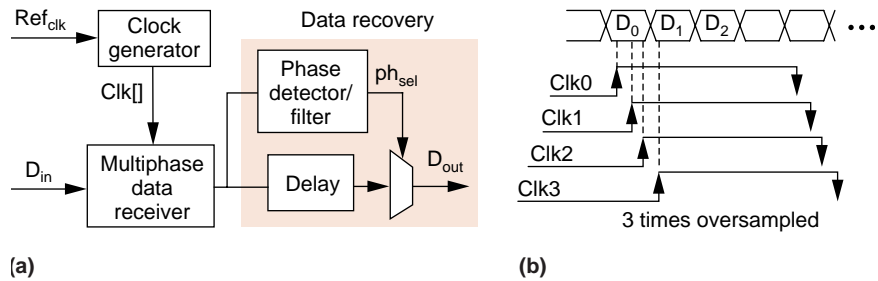 Ref_clk
Clock generator
Clk[]
D_in
Multiphase data receiver
Data recovery
Phase detector/ filter
ph_sel
Delay
D_out
(a)
D_0 D_1 D_2 •••
Clk0
Clk1
Clk2
Clk3
3 times oversampled
(b)